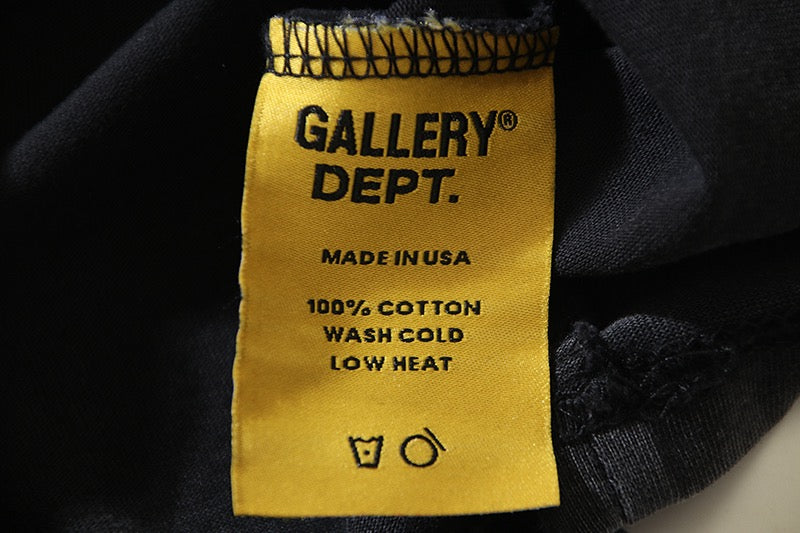 GALLERY®
DEPT.
MADE IN USA
100% COTTON
WASH COLD
LOW HEAT